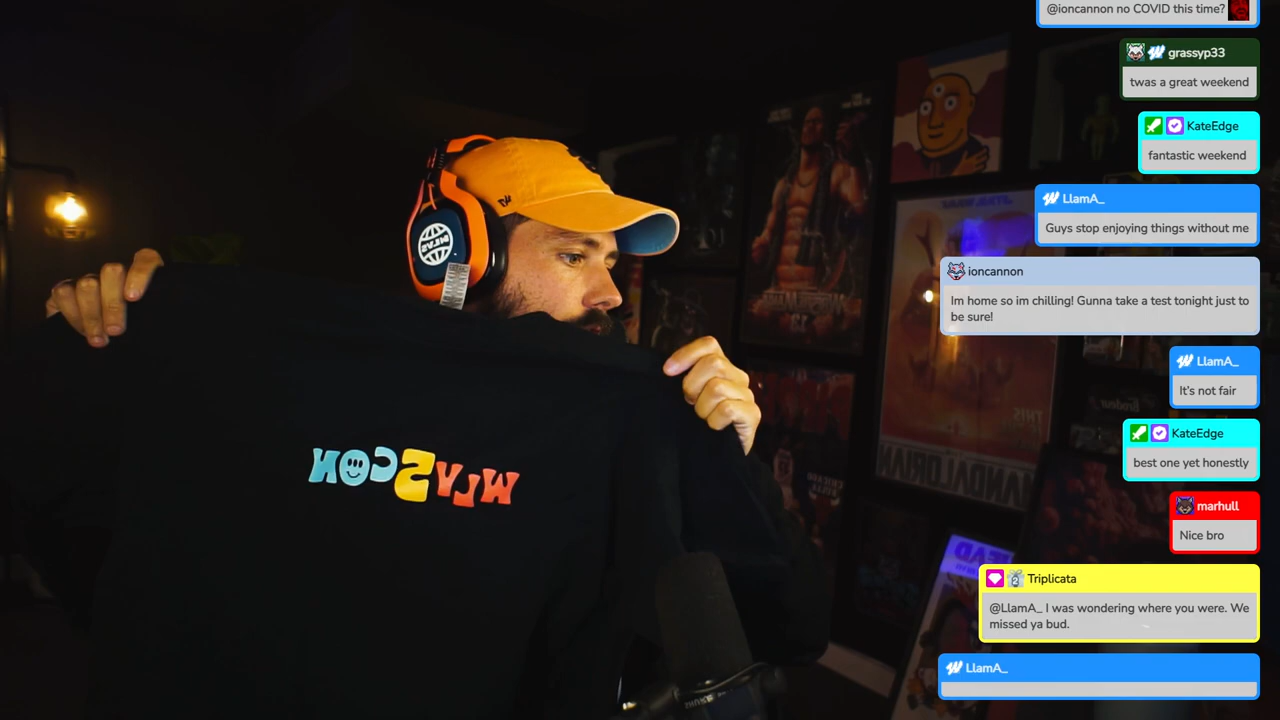 @ioncannon no COVID this time?
grassyp33
twas a great weekend
KateEdge
fantastic weekend
LlamA_
Guys stop enjoying things without me
ioncannon
Im home so im chilling! Gunna take a test tonight just to
be sure!
LlamA_
It's not fair
KateEdge
best one yet honestly
marhull
Nice bro
2 Triplicata
@LlamA_ I was wondering where you were. We
missed ya bud.
LlamA_
WLVSCON
MANDALORIAN